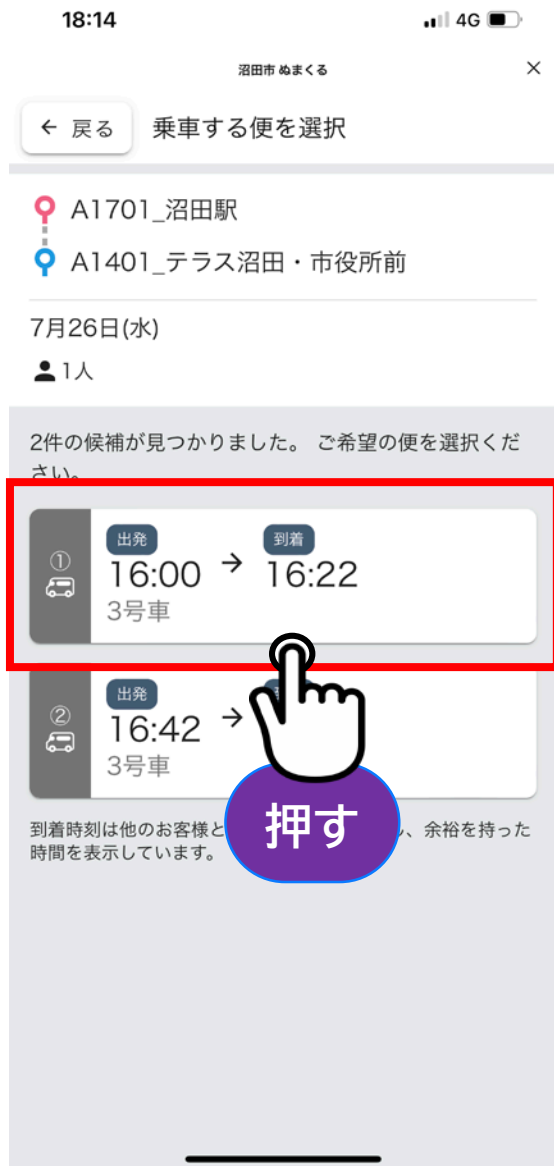 18:14
4G
沼田市 ぬまくる
×
← 戻る 乗車する便を選択
A1701_沼田駅
A1401_テラス沼田・市役所前
7月26日(水)
1人
2件の候補が見つかりました。 ご希望の便を選択くだ
さい。
①
出発 到着
16:00 → 16:22
3号車
②
出発
16:42 →
3号車
押す
到着時刻は他のお客様と 、余裕を持った
時間を表示しています。